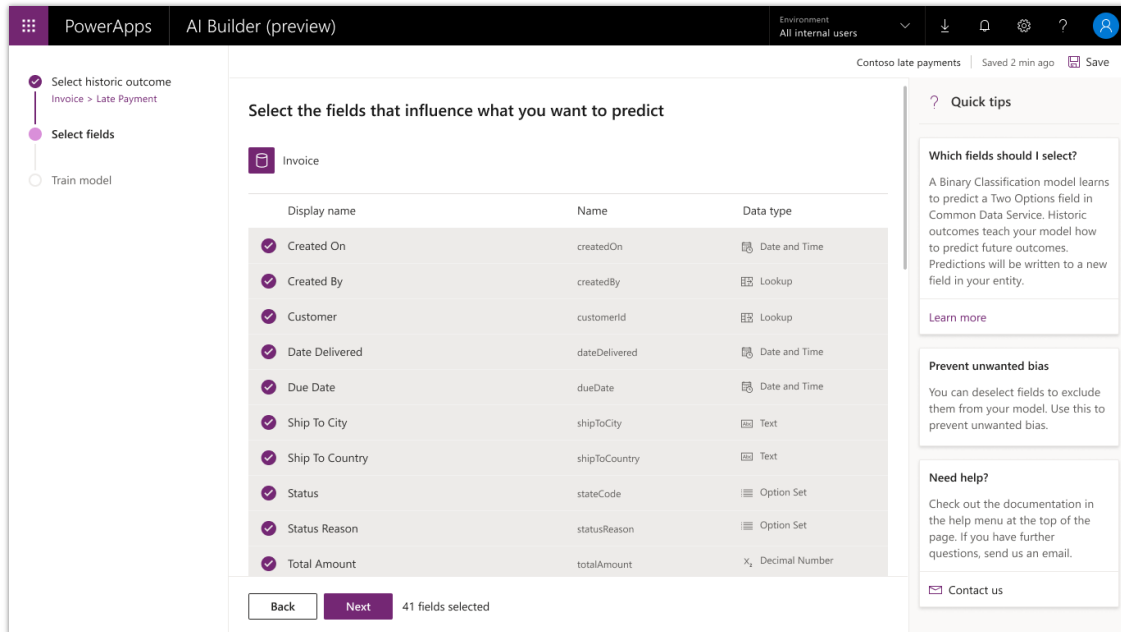 PowerApps
AI Builder (preview)
Environment
All internal users
?
Contoso late payments
Saved 2 min ago
Save
Select historic outcome
Invoice > Late Payment
Select fields
Train model
Select the fields that influence what you want to predict
Invoice
Display name Name Data type
Created On createdOn Date and Time
Created By createdBy Lookup
Customer customerId Lookup
Date Delivered dateDelivered Date and Time
Due Date dueDate Date and Time
Ship To City shipToCity Abc Text
Ship To Country shipToCountry Abc Text
Status stateCode Option Set
Status Reason statusReason Option Set
Total Amount totalAmount Decimal Number
Back
Next
41 fields selected
? Quick tips
Which fields should I select?
A Binary Classification model learns
to predict a Two Options field in
Common Data Service. Historic
outcomes teach your model how
to predict future outcomes.
Predictions will be written to a new
field in your entity.
Learn more
Prevent unwanted bias
You can deselect fields to exclude
them from your model. Use this to
prevent unwanted bias.
Need help?
Check out the documentation in
the help menu at the top of the
page. If you have further
questions, send us an email.
Contact us